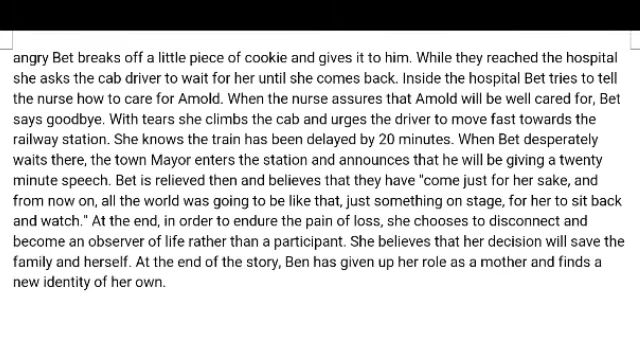 angry Bet breaks off a little piece of cookie and gives it to him. While they reached the hospital
she asks the cab driver to wait for her until she comes back. Inside the hospital Bet tries to tell
the nurse how to care for Arnold. When the nurse assures that Arnold will be well cared for, Bet
says goodbye. With tears she climbs the cab and urges the driver to move fast towards the
railway station. She knows the train has been delayed by 20 minutes. When Bet desperately
waits there, the town Mayor enters the station and announces that he will be giving a twenty
minute speech. Bet is relieved then and believes that they have "come just for her sake, and
from now on, all the world was going to be like that, just something on stage, for her to sit back
and watch." At the end, in order to endure the pain of loss, she chooses to disconnect and
become an observer of life rather than a participant. She believes that her decision will save the
family and herself. At the end of the story, Ben has given up her role as a mother and finds a
new identity of her own.